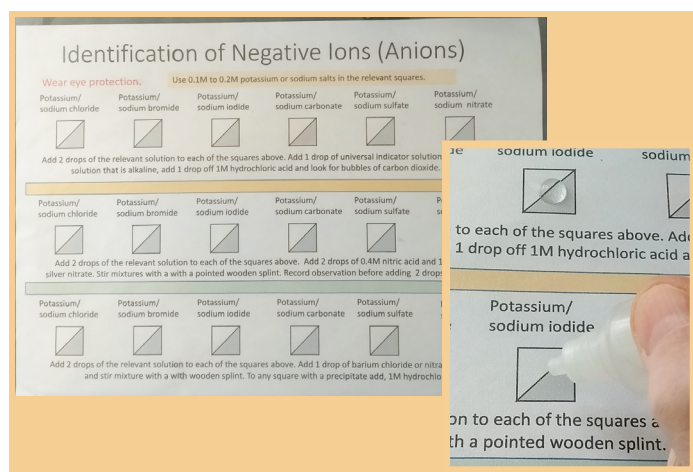 Identification of Negative Ions (Anions)
Wear eye protection.
Use 0.1M to 0.2M potassium or sodium salts in the relevant squares.
Potassium/ Potassium/ Potassium/ Potassium/ Potassium/ Potassium/
sodium chloride sodium bromide sodium iodide sodium carbonate sodium sulfate sodium nitrate
Add 2 drops of the relevant solution to each of the squares above. Add 1 drop of universal indicator solution
solution that is alkaline, add 1 drop off 1M hydrochloric acid and look for bubbles of carbon dioxide.
Potassium/ Potassium/ Potassium/ Potassium/ Potassium/
sodium chloride sodium bromide sodium iodide sodium carbonate sodium sulfate
Add 2 drops of the relevant solution to each of the squares above. Add 2 drops of 0.4M nitric acid and 1
silver nitrate. Stir mixtures with a with a pointed wooden splint. Record observation before adding 2 drops
Potassium/ Potassium/ Potassium/ Potassium/ Potassium/
sodium chloride sodium bromide sodium iodide sodium carbonate sodium sulfate
Add 2 drops of the relevant solution to each of the squares above. Add 1 drop of barium chloride or nitra
and stir mixture with a with wooden splint. To any square with a precipitate add, 1M hydrochlo
sodium iodide sodium
to each of the squares above. Ad
1 drop off 1M hydrochloric acid a
Potassium/
sodium iodide
on to each of the squares a
th a pointed wooden splint.